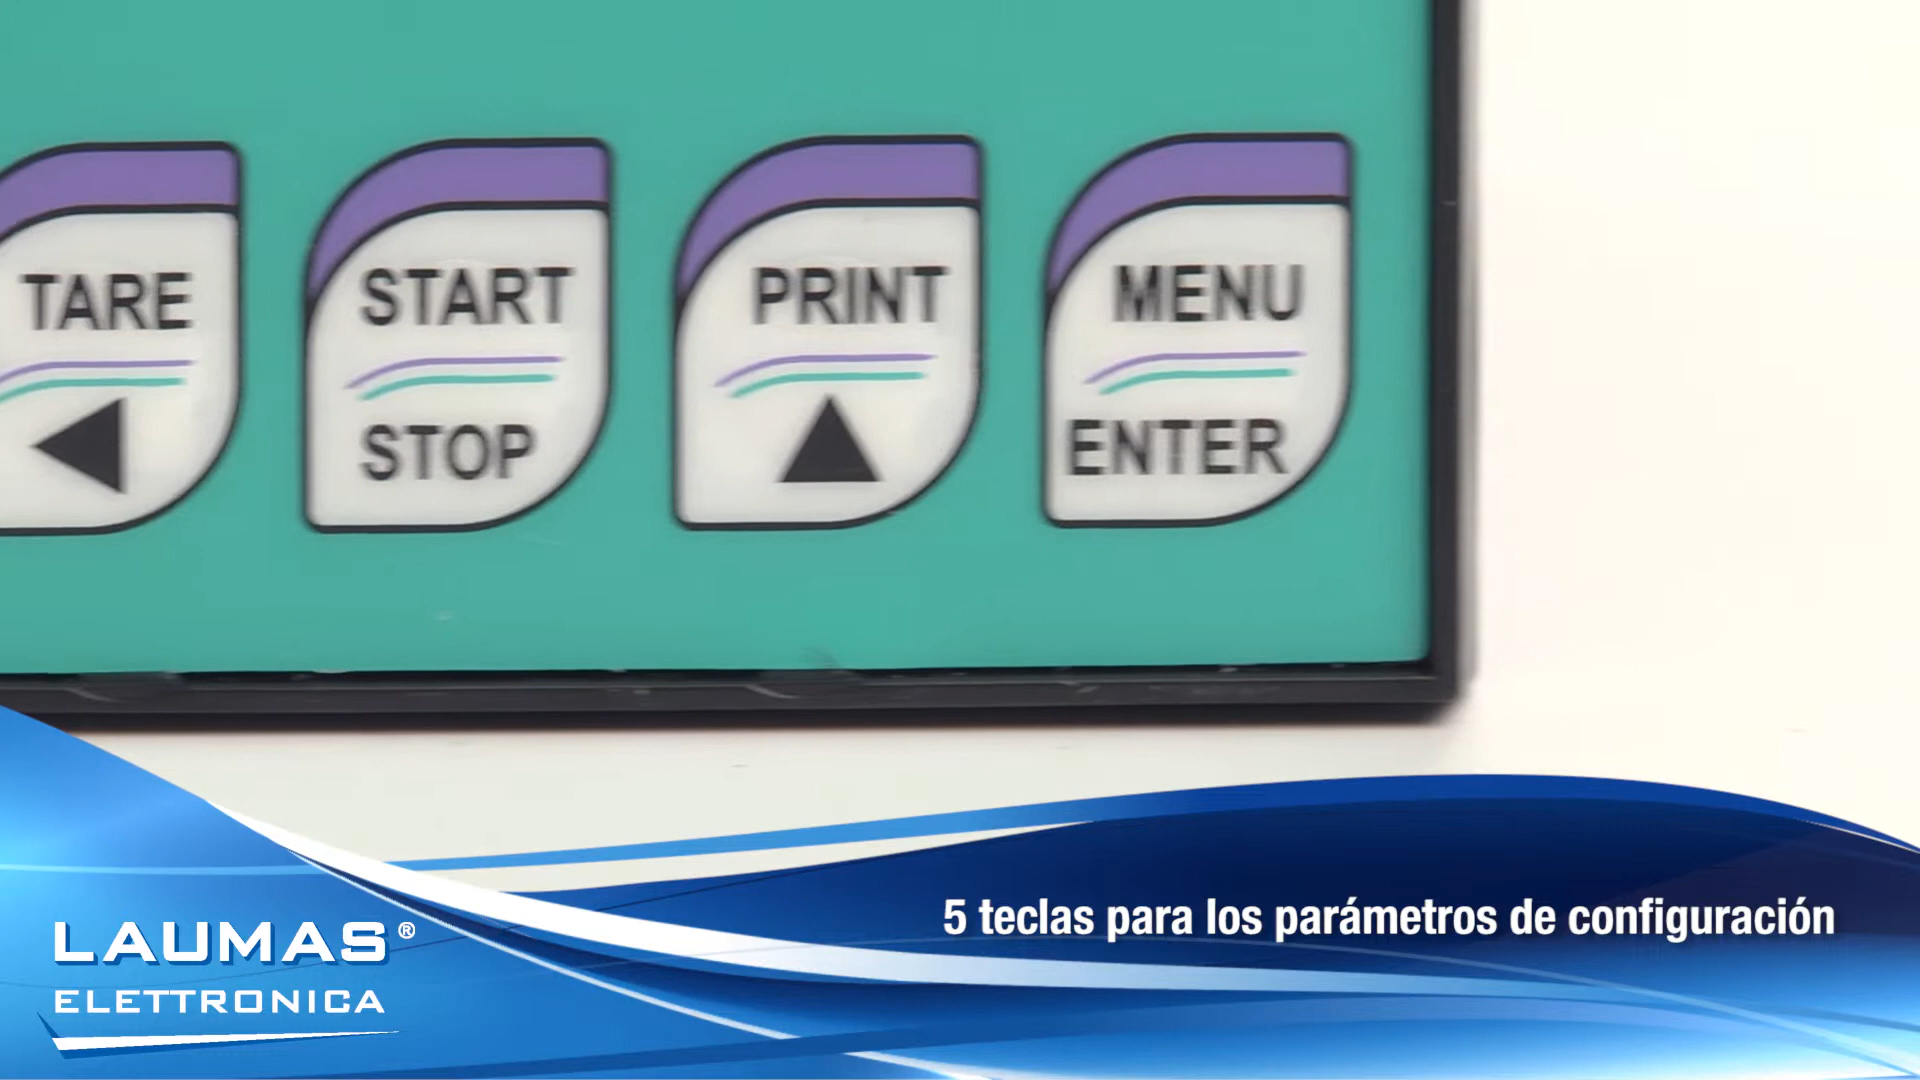 TARE
START
STOP
PRINT
MENU
ENTER
5 teclas para los parámetros de configuración
LAUMAS®
ELETTRONICA